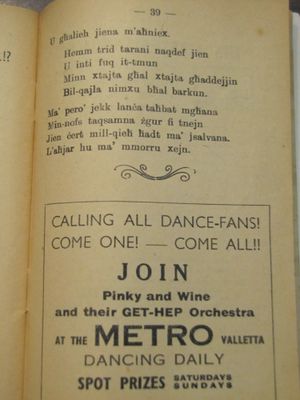 — 39 —
U għalieh jiena m'aħniex.
Hemm trid tarani naqdef jien
U inti fuq it-tmun
Minn xtajta għal xtajta għaddejjin
Bil-qajla nimxu bħal barkun.
Ma' pero' jekk lanċa taħbat mgħana
Min-nofs taqsamna żgur fi tnejn
Jien ċert mill-qiegħ ħadt ma' jsalvana.
L'aħjar hu ma' mmorru xejn.
.!?
CALLING ALL DANCE-FANS!
COME ONE! — COME ALL!!
JOIN
Pinky and Wine
and their GET-HEP Orchestra
AT THE METRO VALLETTA
DANCING DAILY
SPOT PRIZES SATURDAYS
SUNDAYS